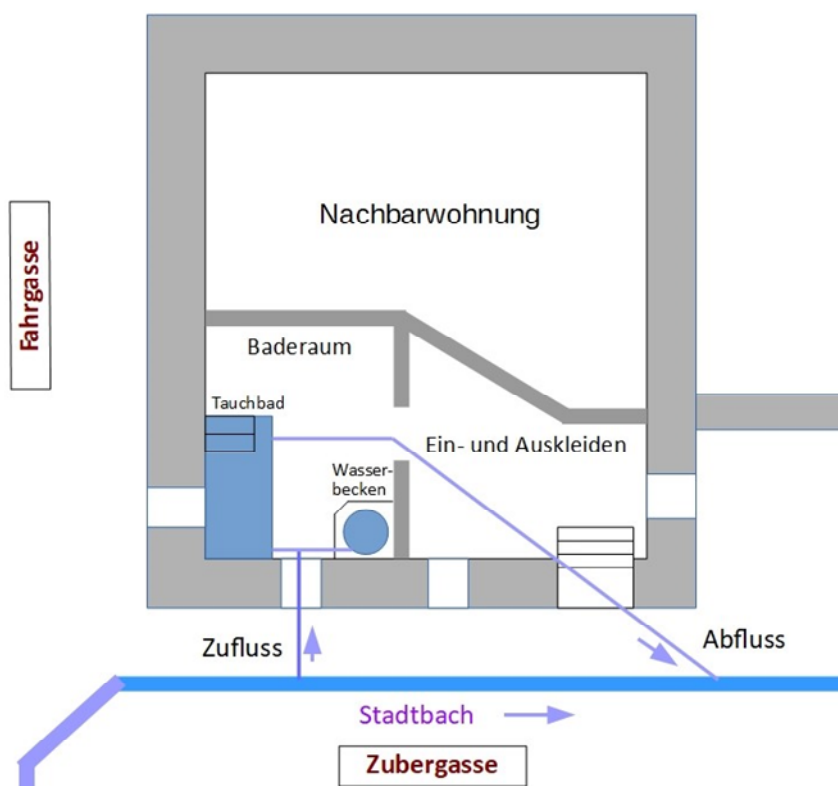 Nachbarwohnung
Fahrgasse
Baderaum
Tauchbad
Ein- und Auskleiden
Wasser-
becken
Zufluss
Abfluss
Stadtbach
Zubergasse